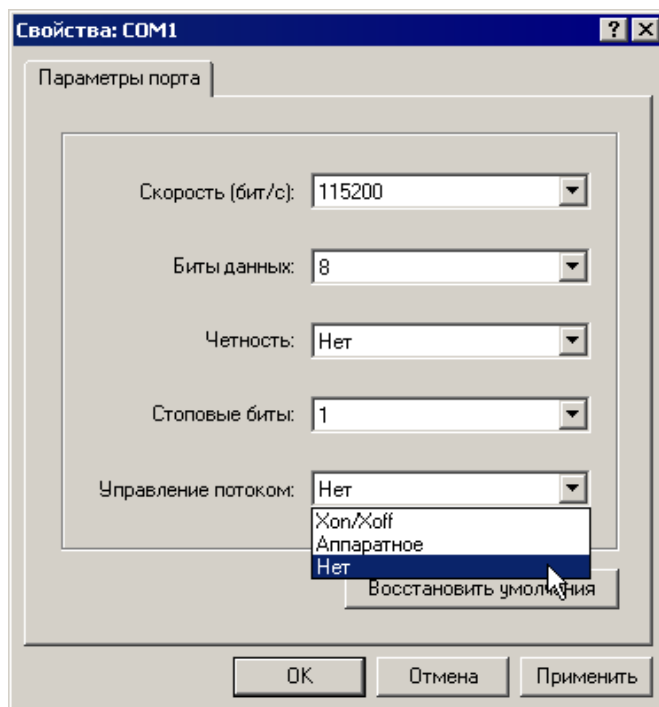 Свойства: COM1
Параметры порта
Скорость (бит/с): 115200
Биты данных: 8
Четность: Нет
Стоповые биты: 1
Управление потоком: Нет
Xon/Xoff
Аппаратное
Нет
Восстановить умолчания
OK Отмена Применить